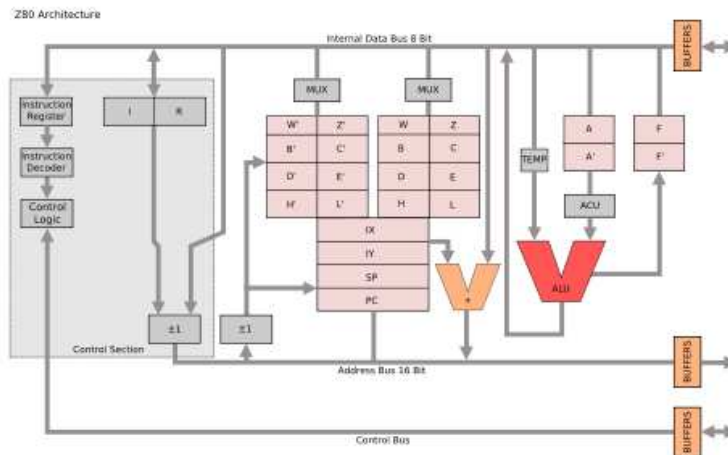 Z80 Architecture
Internal Data Bus 8 Bit
BUFFERS
MUX
MUX
Instruction
Register
I
R
W'
Z'
W
Z
A
F
B'
C'
B
C
TEMP
A'
F'
Instruction
Decoder
D'
E'
D
E
Control
Logic
H'
L'
H
L
ACU
IX
IY
SP
PC
+
ALU
±1
±1
Control Section
Address Bus 16 Bit
BUFFERS
Control Bus
BUFFERS